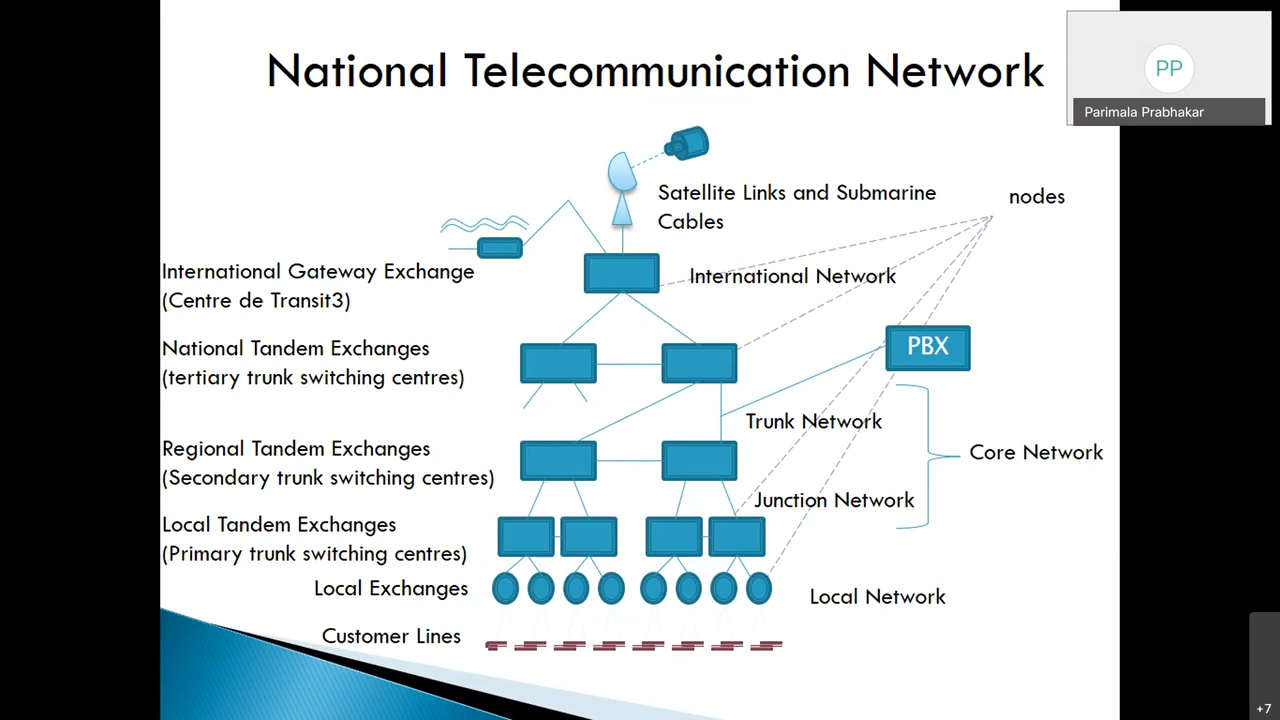 National Telecommunication Network
PP
Parimala Prabhakar
Satellite Links and Submarine
Cables
nodes
International Gateway Exchange
(Centre de Transit3)
International Network
National Tandem Exchanges
(tertiary trunk switching centres)
PBX
Trunk Network
Regional Tandem Exchanges
(Secondary trunk switching centres)
Core Network
Junction Network
Local Tandem Exchanges
(Primary trunk switching centres)
Local Exchanges
Local Network
Customer Lines
+7